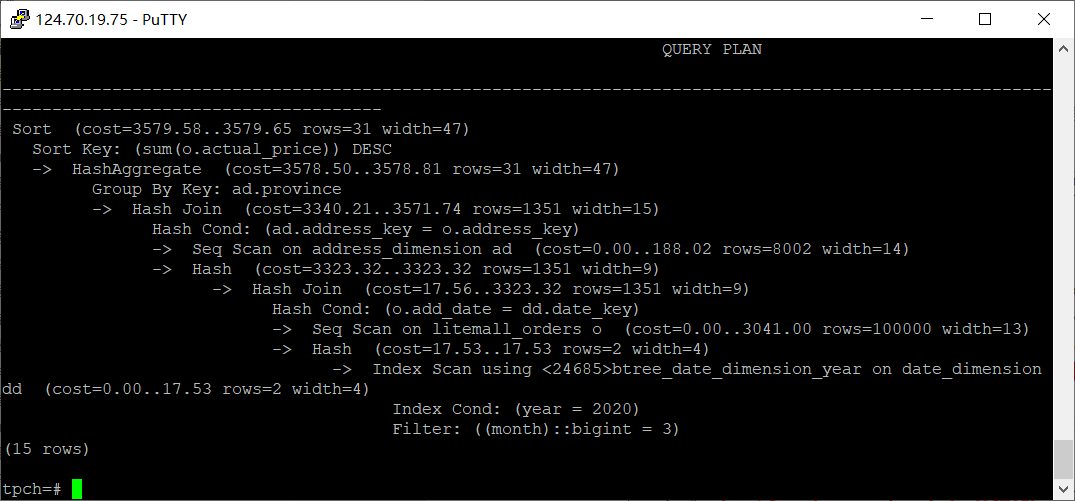 124.70.19.75 - PuTTY
QUERY PLAN
---------------------------------------------------------------------------------------------------------
--------------------------------------
Sort  (cost=3579.58..3579.65 rows=31 width=47)
Sort Key: (sum(o.actual_price)) DESC
->  HashAggregate  (cost=3578.50..3578.81 rows=31 width=47)
Group By Key: ad.province
->  Hash Join  (cost=3340.21..3571.74 rows=1351 width=15)
Hash Cond: (ad.address_key = o.address_key)
->  Seq Scan on address_dimension ad  (cost=0.00..188.02 rows=8002 width=14)
->  Hash  (cost=3323.32..3323.32 rows=1351 width=9)
->  Hash Join  (cost=17.56..3323.32 rows=1351 width=9)
Hash Cond: (o.add_date = dd.date_key)
->  Seq Scan on litemall_orders o  (cost=0.00..3041.00 rows=100000 width=13)
->  Hash  (cost=17.53..17.53 rows=2 width=4)
->  Index Scan using <24685>btree_date_dimension_year on date_dimension
dd  (cost=0.00..17.53 rows=2 width=4)
Index Cond: (year = 2020)
Filter: ((month)::bigint = 3)
(15 rows)
tpch=#